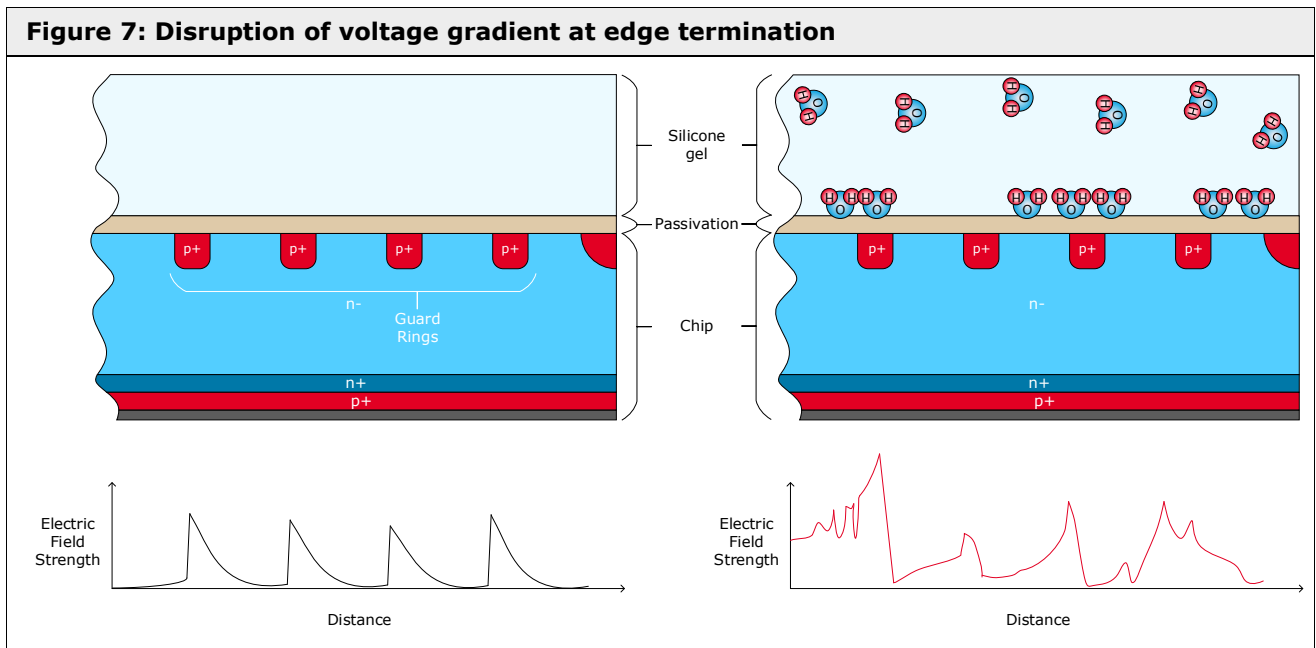 Figure 7: Disruption of voltage gradient at edge termination
Silicone
gel
Passivation
Chip
p+ p+ p+ p+
n-
Guard
Rings
n+
p+
H H O H H O H H O H H O H H O H H O
H H O H H O H H O H H O H H O H H O H H O
p+ p+ p+ p+
n-
n+
p+
Electric
Field
Strength
Distance
Electric
Field
Strength
Distance